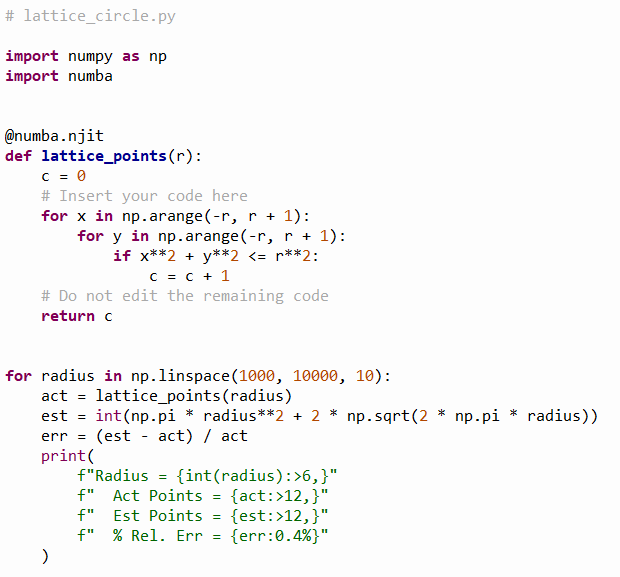 # lattice_circle.py

import numpy as np
import numba


@numba.njit
def lattice_points(r):
    c = 0
    # Insert your code here
    for x in np.arange(-r, r + 1):
        for y in np.arange(-r, r + 1):
            if x**2 + y**2 <= r**2:
                c = c + 1
    # Do not edit the remaining code
    return c


for radius in np.linspace(1000, 10000, 10):
    act = lattice_points(radius)
    est = int(np.pi * radius**2 + 2 * np.sqrt(2 * np.pi * radius))
    err = (est - act) / act
    print(
        f"Radius = {int(radius):>6,}"
        f"  Act Points = {act:>12,}"
        f"  Est Points = {est:>12,}"
        f"  % Rel. Err = {err:0.4%}"
    )